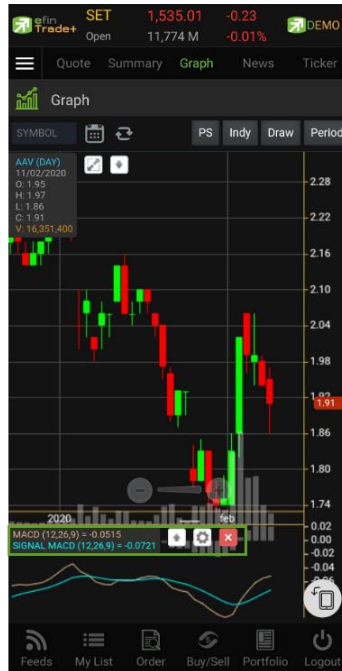 efin Trade+ SET 1,535.01 -0.23 DEMO
Open 11,774 M -0.01%
Quote Summary Graph News Ticker
Graph
SYMBOL PS Indy Draw Period
AAV (DAY)
11/02/2020
O: 1.95
H: 1.97
L: 1.86
C: 1.91
V: 16,351,400
2.28
2.22
2.16
2.10
2.04
1.98
1.92
1.91
1.86
1.80
1.74
2020 feb
MACD (12,26,9) = -0.0515
SIGNAL MACD (12,26,9) = -0.0721
0.02
0.00
-0.02
-0.04
Feeds My List Order Buy/Sell Portfolio Logout